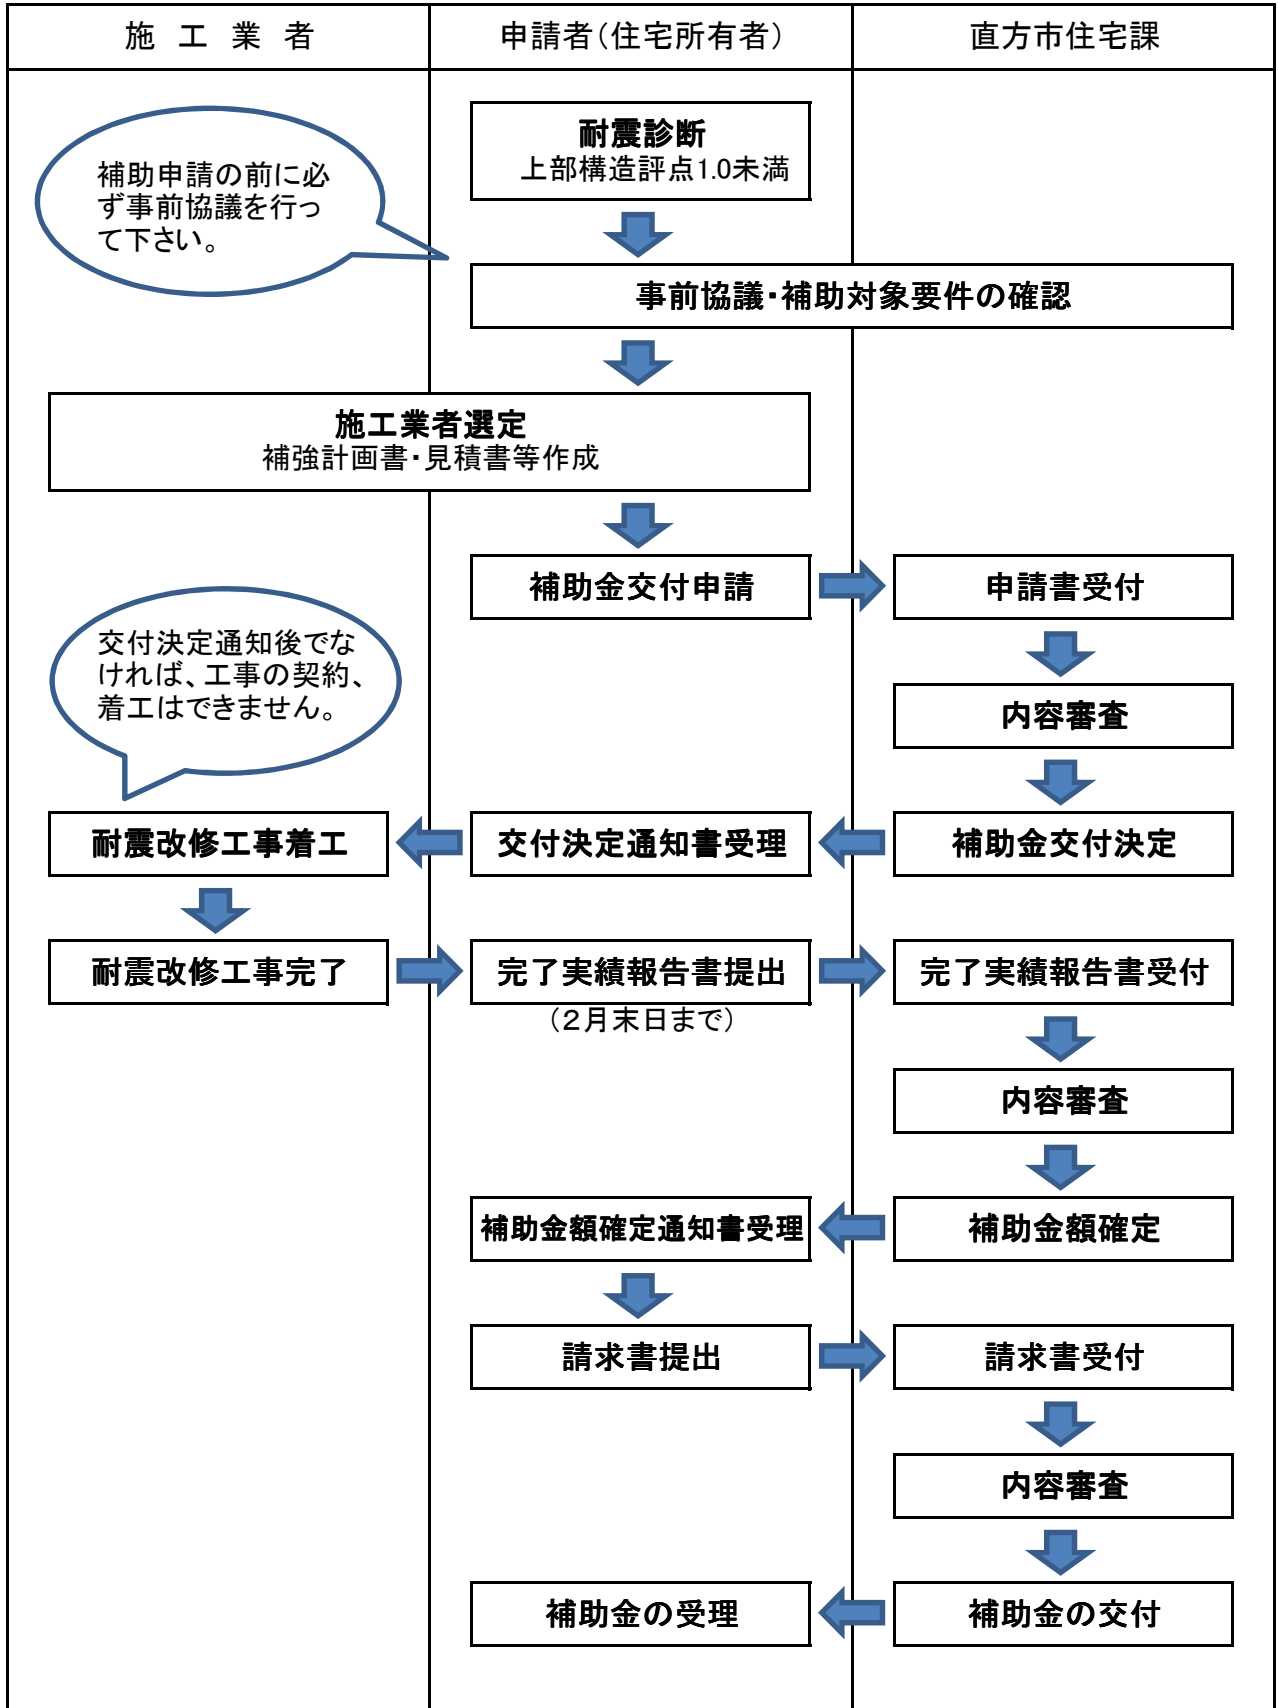 施工業者
申請者（住宅所有者）
直方市住宅課
耐震診断
上部構造評点1.0未満
補助申請の前に必
ず事前協議を行っ
て下さい。
事前協議・補助対象要件の確認
施工業者選定
補強計画書・見積書等作成
補助金交付申請
申請書受付
交付決定通知後でな
ければ、工事の契約、
着工はできません。
内容審査
耐震改修工事着工
交付決定通知書受理
補助金交付決定
耐震改修工事完了
完了実績報告書提出
（２月末日まで）
完了実績報告書受付
内容審査
補助金額確定通知書受理
補助金額確定
請求書提出
請求書受付
内容審査
補助金の受理
補助金の交付